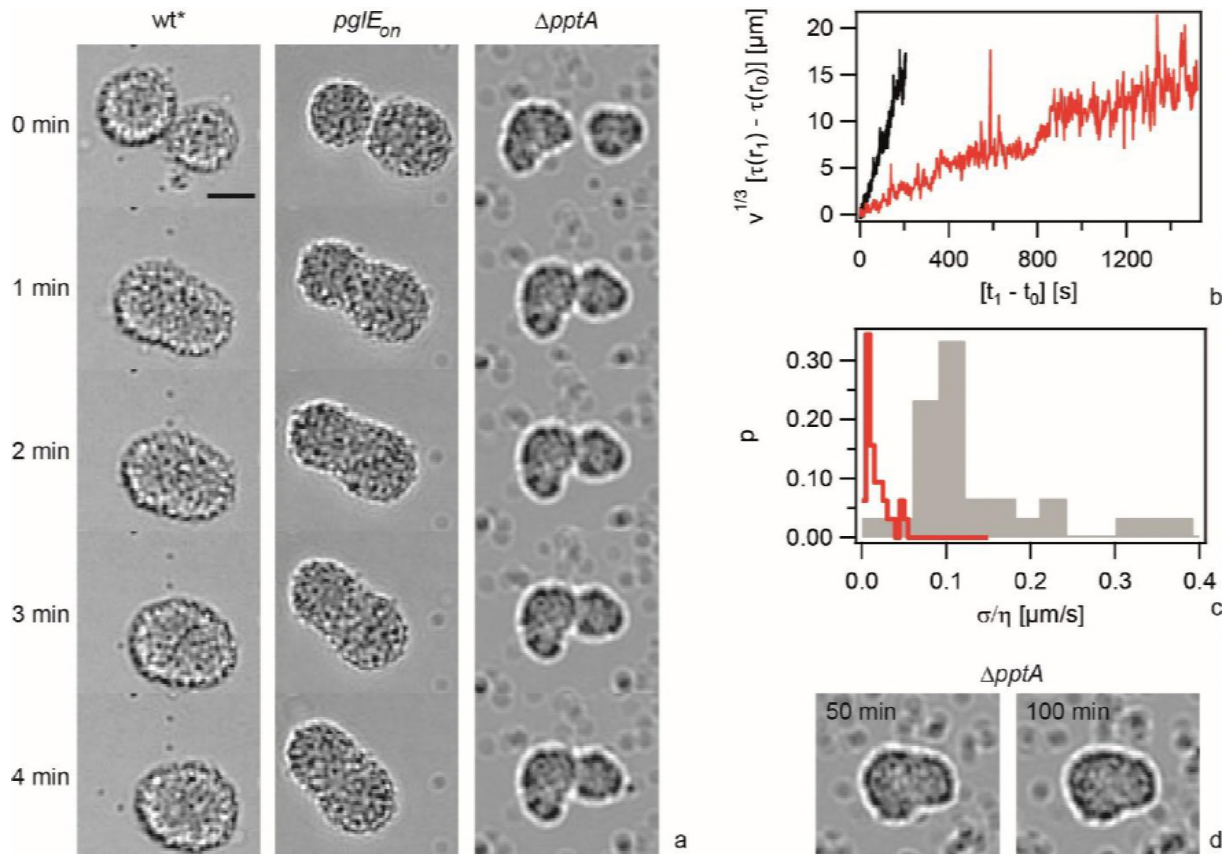 wt* pglE_on ΔpptA
0 min
1 min
2 min
3 min
4 min
a
v^1/3 [τ(r₁) - τ(r₀)] [µm]
20
15
10
5
0
0 400 800 1200
[t₁ - t₀] [s]
b
p
0.30
0.20
0.10
0.00
0.0 0.1 0.2 0.3 0.4
σ/η [µm/s]
c
ΔpptA
50 min 100 min
d